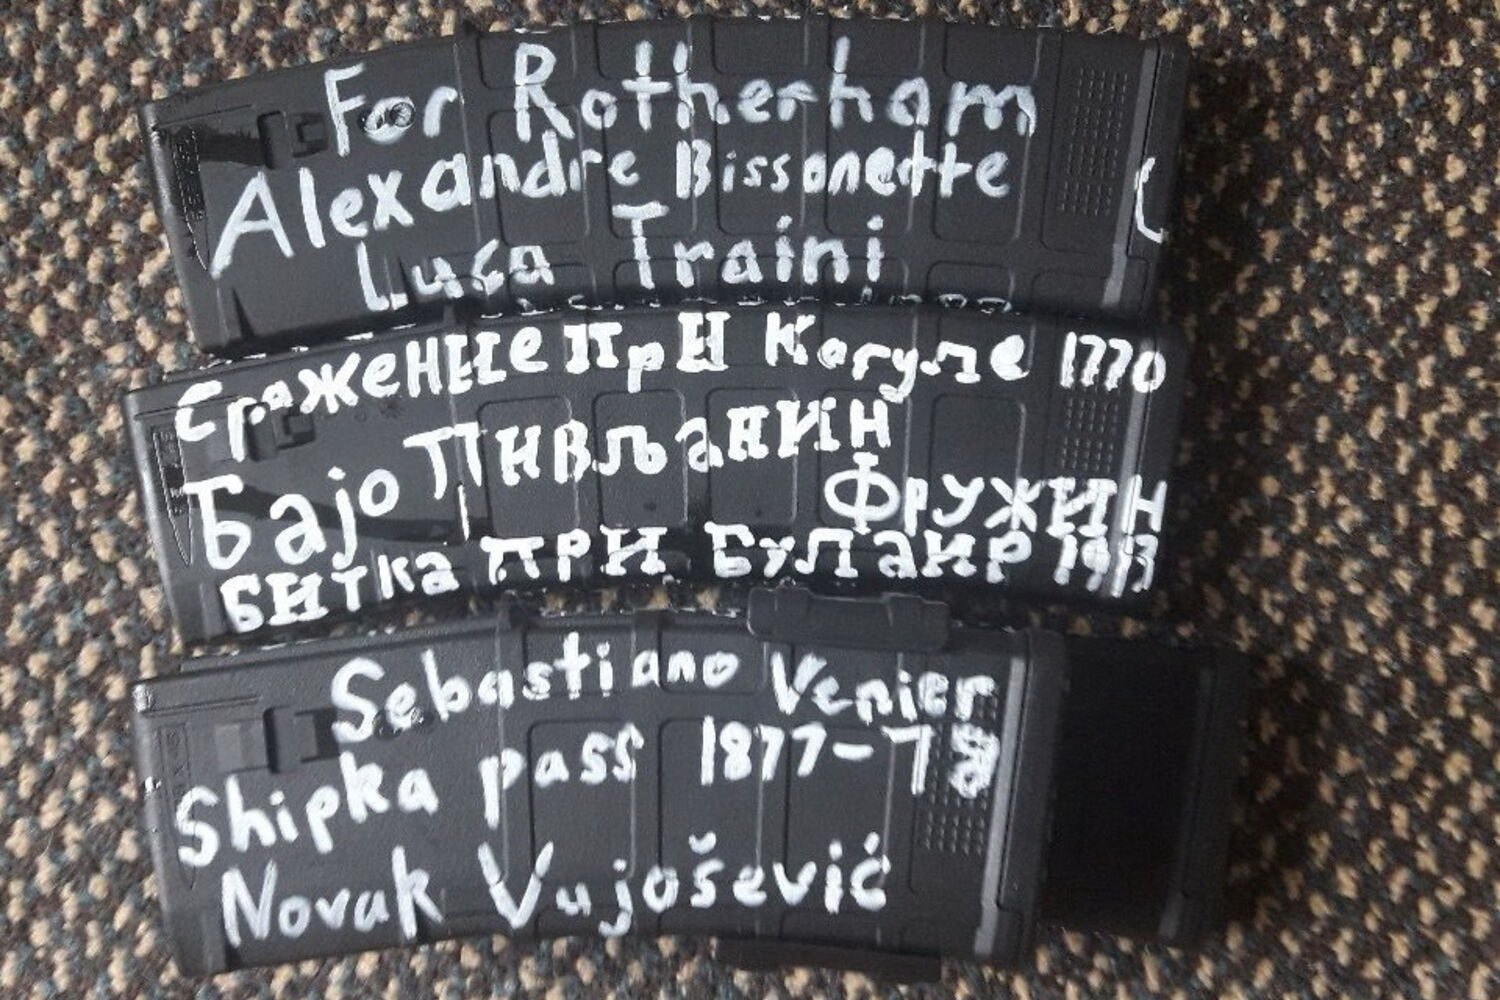 For Rotherham
Alexandre Bissonette
Luca Traini
Сражение при Кагуле 1770
Бајо Пивљанин
Фружин
Битка при Булаир 1913
Sebastiano Venier
Shipka pass 1877-78
Novak Vujošević